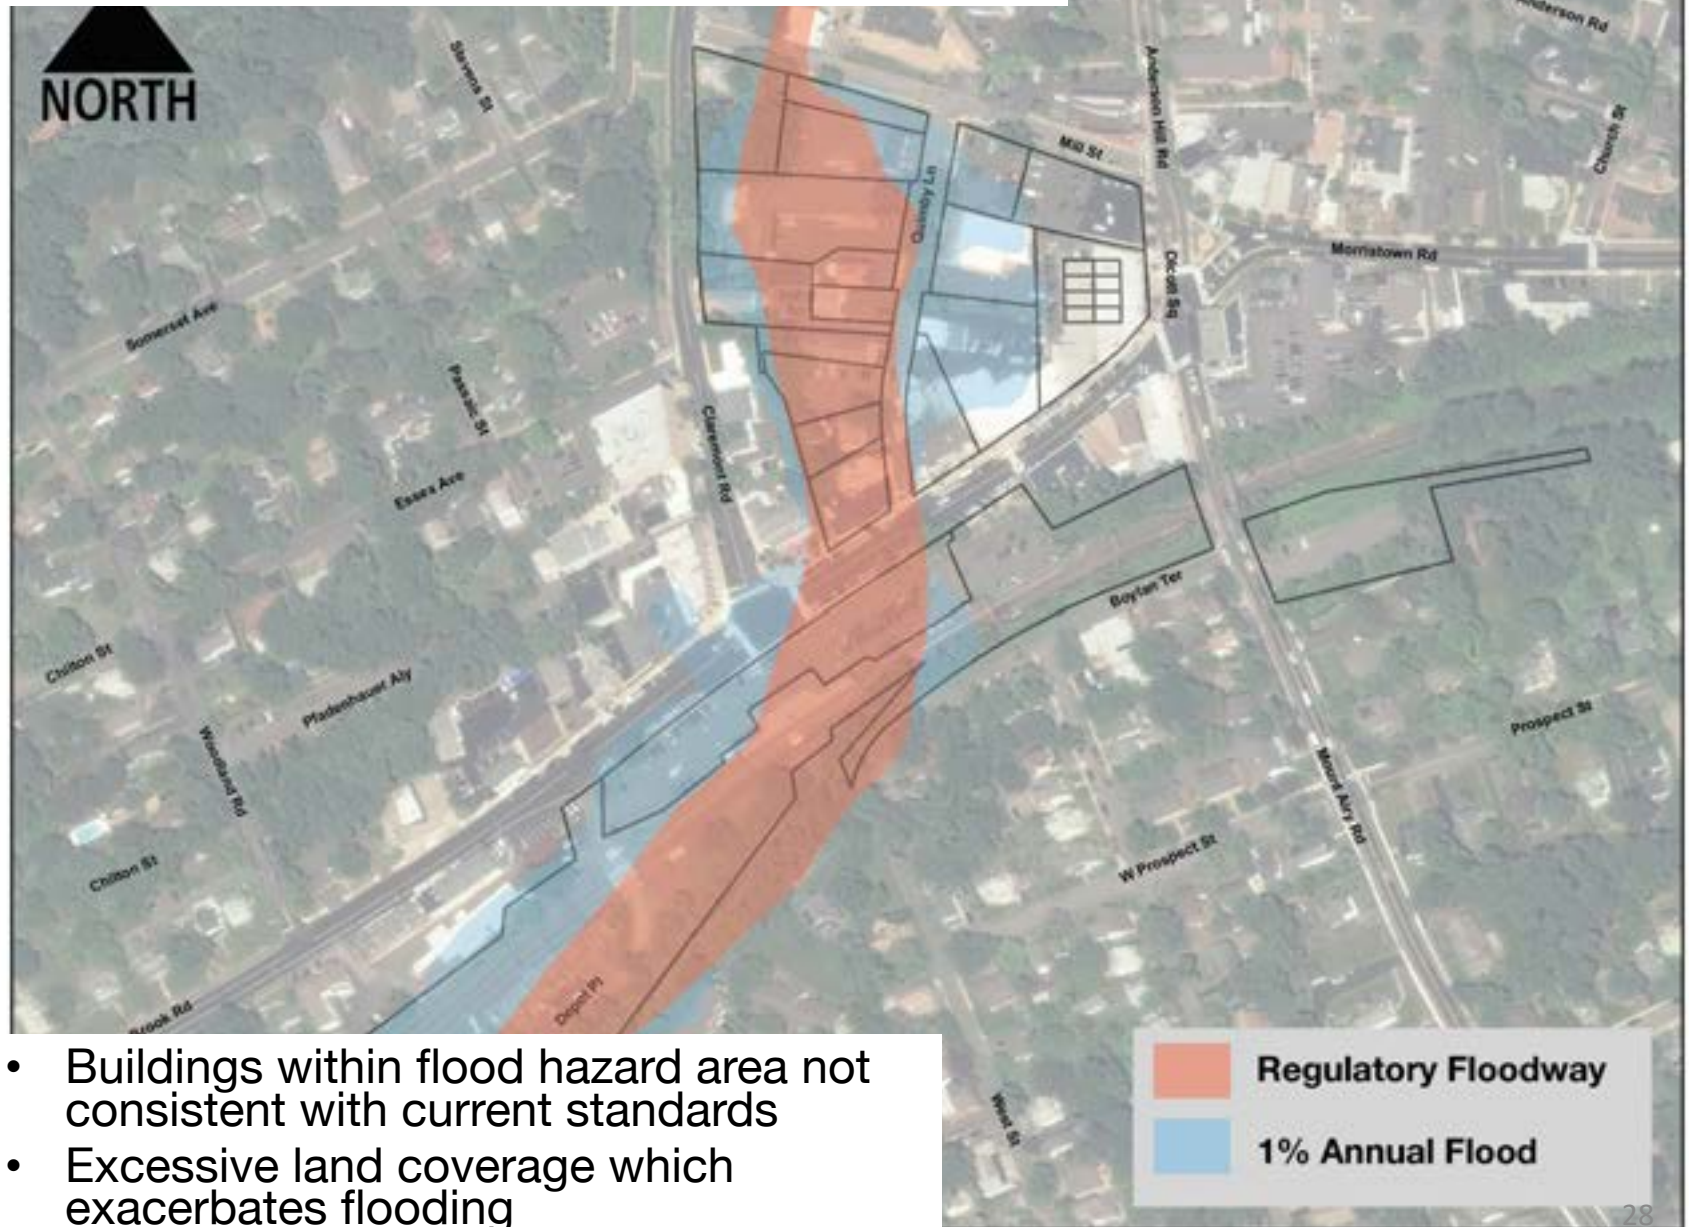 NORTH
Stevens St
Anderson Rd
Anderson Hill Rd
Church St
Mill St
Quimby Ln
Morristown Rd
Olcott Sq
Somerset Ave
Passaic St
Claremont Rd
Essex Ave
Boylan Ter
Chilton St
Pfadenhauer Aly
Woodland Rd
Prospect St
Mount Airy Rd
W Prospect St
Chilton St
Depot Pl
Brook Rd
West St
• Buildings within flood hazard area not
consistent with current standards
• Excessive land coverage which
exacerbates flooding
Regulatory Floodway
1% Annual Flood
28